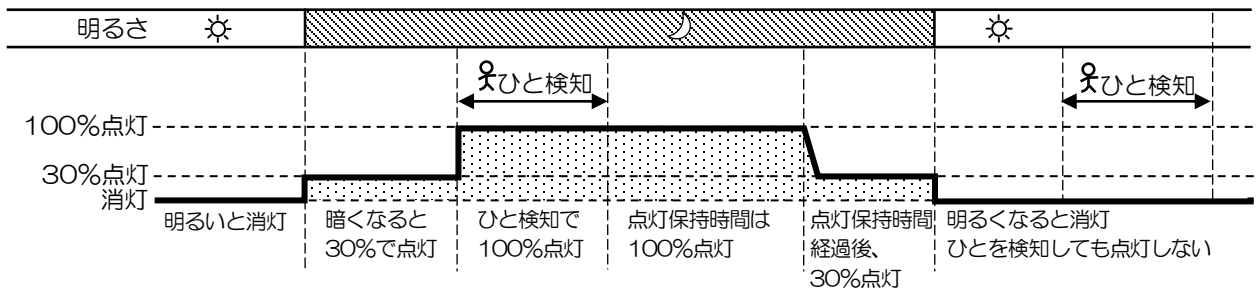 明るさ
ひと検知
ひと検知
100%点灯
30%点灯
消灯
明るいと消灯
暗くなると
30%で点灯
ひと検知で
100%点灯
点灯保持時間は
100%点灯
点灯保持時間
経過後、
30%点灯
明るくなると消灯
ひとを検知しても点灯しない